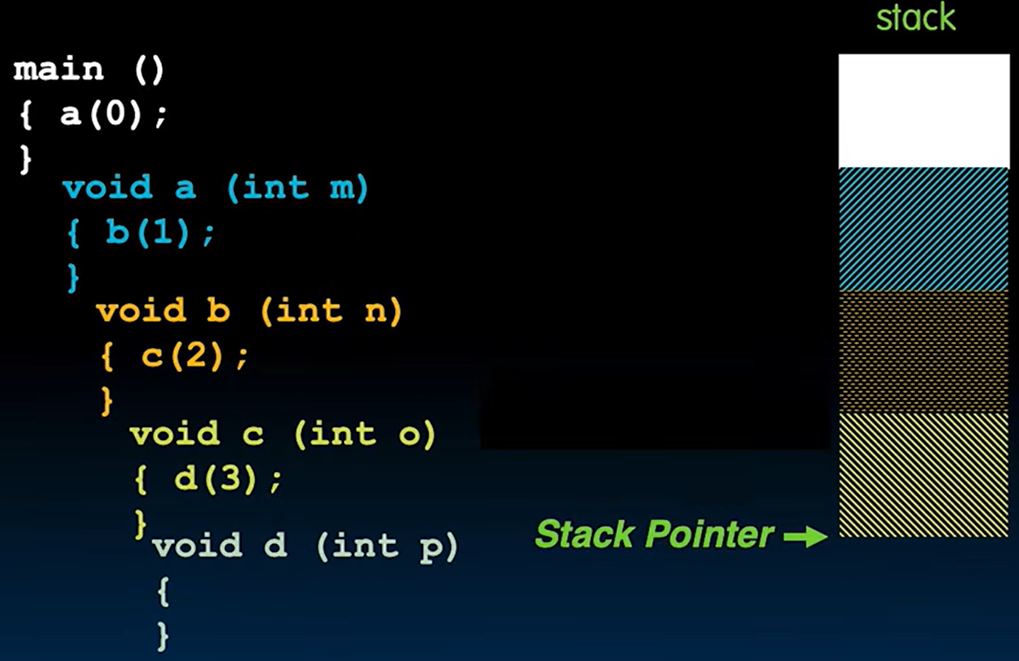 stack
main ()
{ a(0);
}
void a (int m)
{ b(1);
}
void b (int n)
{ c(2);
}
void c (int o)
{ d(3);
}
void d (int p)
{
}
Stack Pointer